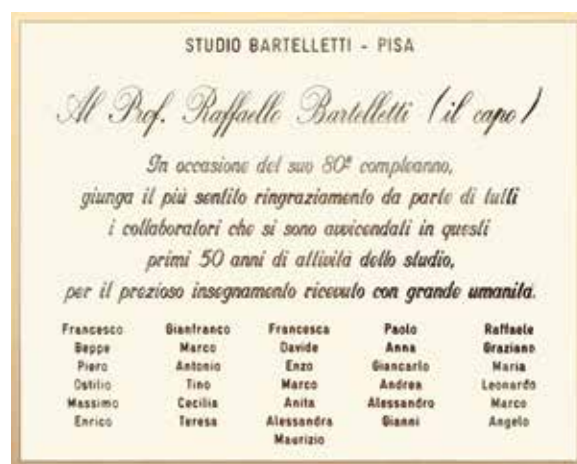 STUDIO BARTELLETTI - PISA
Al Prof. Raffaello Bartelletti (il capo)
In occasione del suo 80º compleanno,
giunga il più sentito ringraziamento da parte di tutti
i collaboratori che si sono avvicendati in questi
primi 50 anni di attività dello studio,
per il prezioso insegnamento ricevuto con grande umanità.
Francesco Gianfranco Francesca Paolo Raffaele
Beppe Marco Davide Anna Graziano
Piero Antonio Enzo Giancarlo Maria
Ostilio Tino Marco Andrea Leonardo
Massimo Cecilia Anita Alessandro Marco
Enrico Teresa Alessandra Gianni Angelo
Maurizio